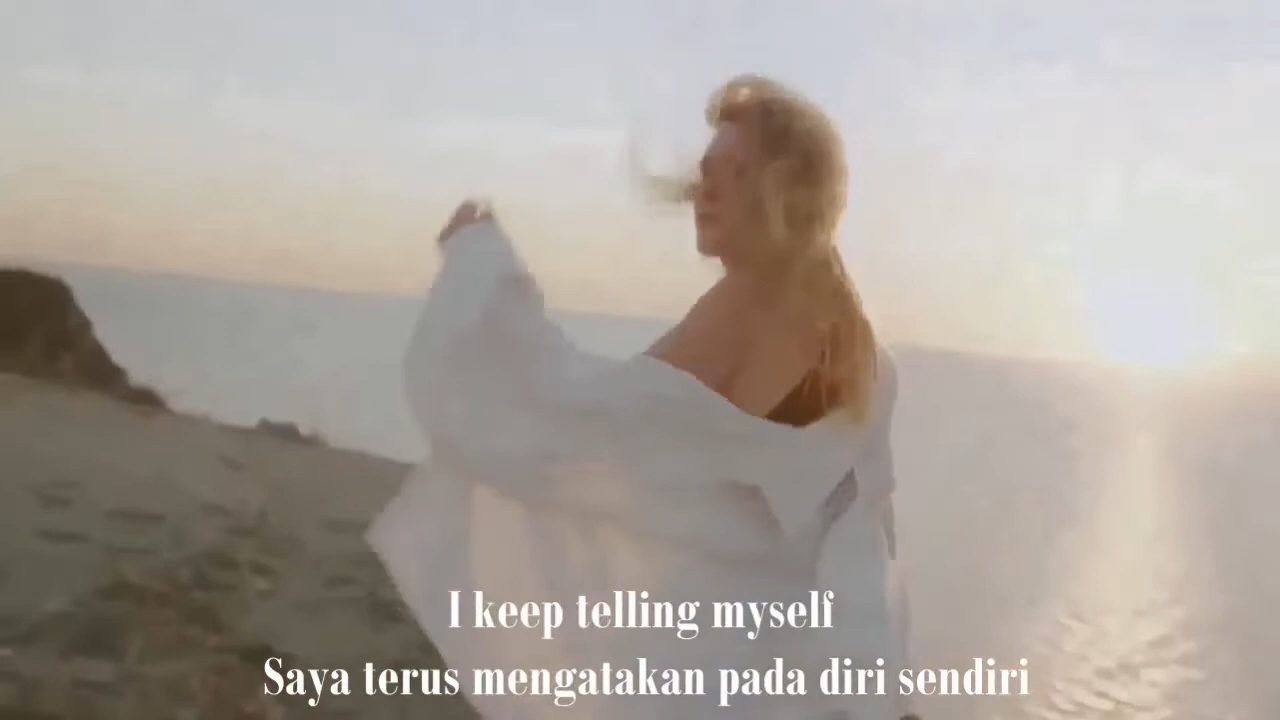 I keep telling myself
Saya terus mengatakan pada diri sendiri